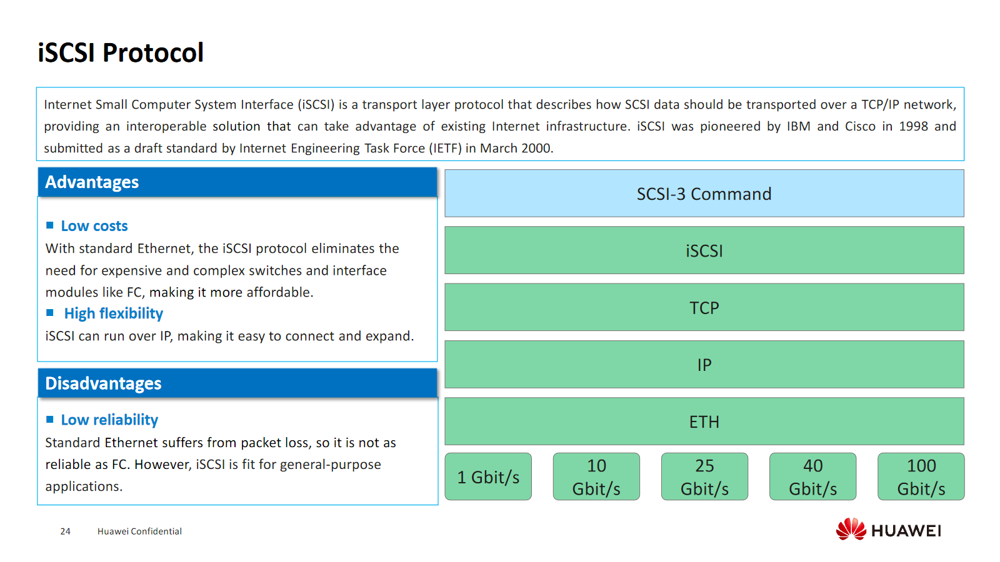 iSCSI Protocol
Internet Small Computer System Interface (iSCSI) is a transport layer protocol that describes how SCSI data should be transported over a TCP/IP network,
providing an interoperable solution that can take advantage of existing Internet infrastructure. iSCSI was pioneered by IBM and Cisco in 1998 and
submitted as a draft standard by Internet Engineering Task Force (IETF) in March 2000.
Advantages
Low costs
With standard Ethernet, the iSCSI protocol eliminates the
need for expensive and complex switches and interface
modules like FC, making it more affordable.
High flexibility
iSCSI can run over IP, making it easy to connect and expand.
Disadvantages
Low reliability
Standard Ethernet suffers from packet loss, so it is not as
reliable as FC. However, iSCSI is fit for general-purpose
applications.
SCSI-3 Command
iSCSI
TCP
IP
ETH
1 Gbit/s
10
Gbit/s
25
Gbit/s
40
Gbit/s
100
Gbit/s
24
Huawei Confidential
HUAWEI